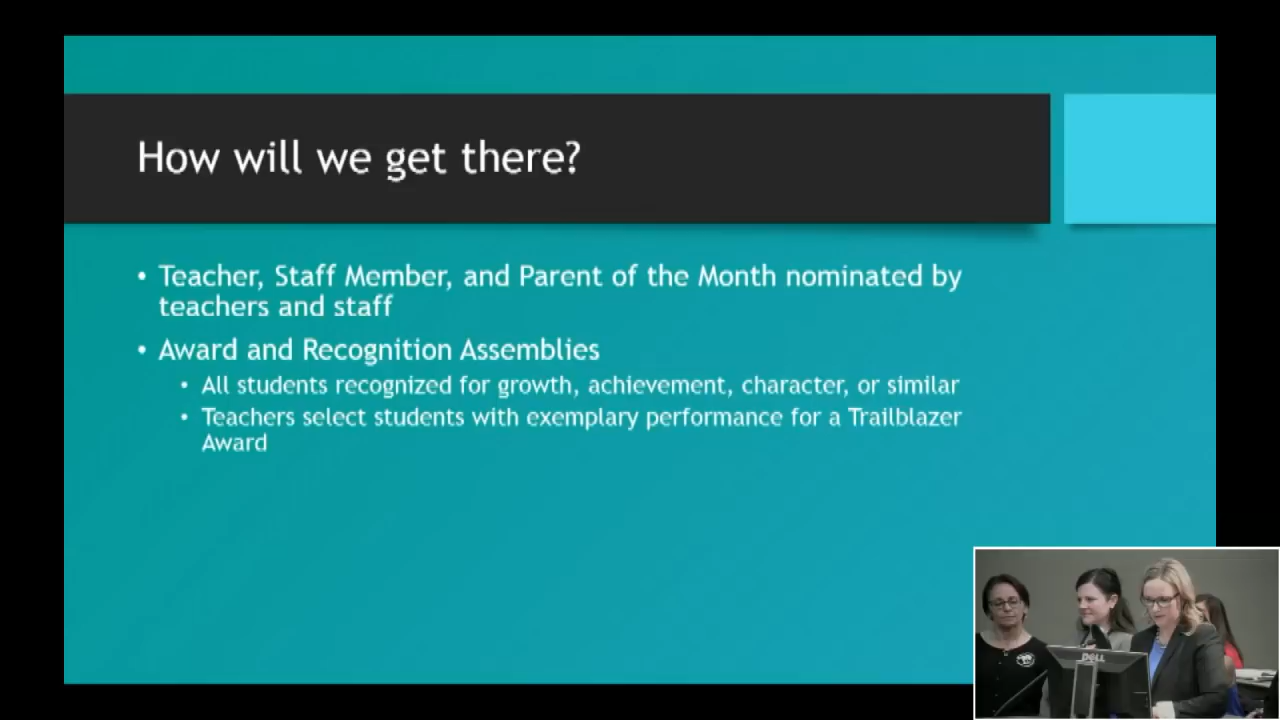 How will we get there?
• Teacher, Staff Member, and Parent of the Month nominated by
teachers and staff
• Award and Recognition Assemblies
• All students recognized for growth, achievement, character, or similar
• Teachers select students with exemplary performance for a Trailblazer
Award
DELL